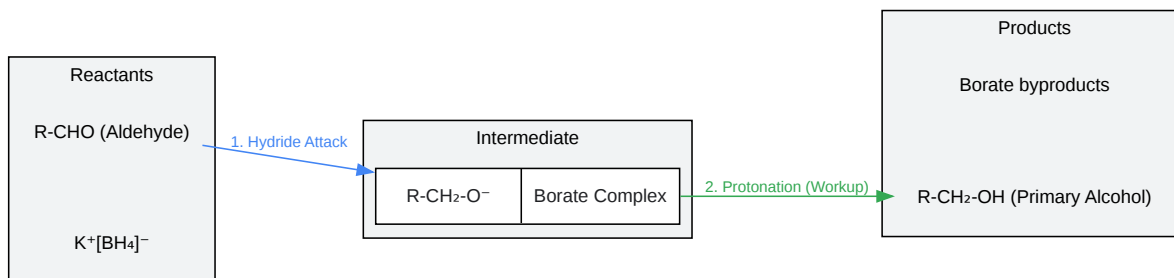 Reactants
R-CHO (Aldehyde)
K⁺[BH₄]⁻
1. Hydride Attack
Intermediate
R-CH₂-O⁻
Borate Complex
2. Protonation (Workup)
Products
Borate byproducts
R-CH₂-OH (Primary Alcohol)